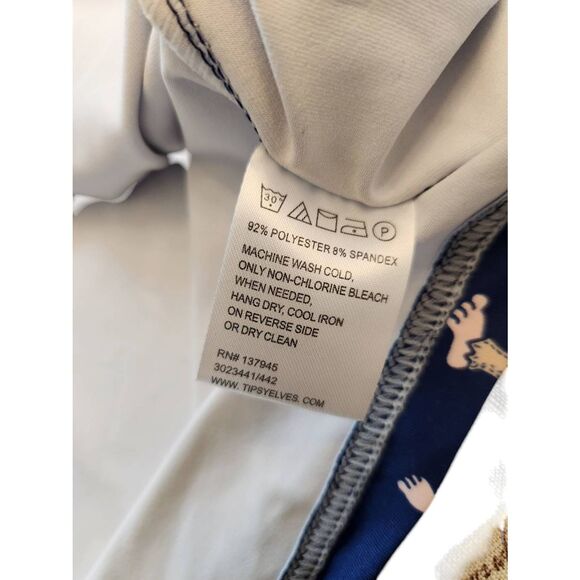 30°
P
92% POLYESTER 8% SPANDEX
MACHINE WASH COLD,
ONLY NON-CHLORINE BLEACH
WHEN NEEDED,
HANG DRY, COOL IRON
ON REVERSE SIDE
OR DRY CLEAN
RN# 137945
3023441/442
WWW. TIPSYELVES. COM